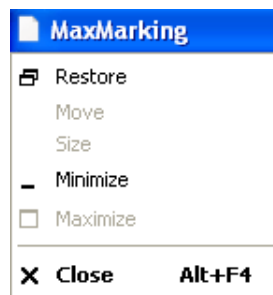 MaxMarking
Restore
Move
Size
Minimize
Maximize
Close Alt+F4